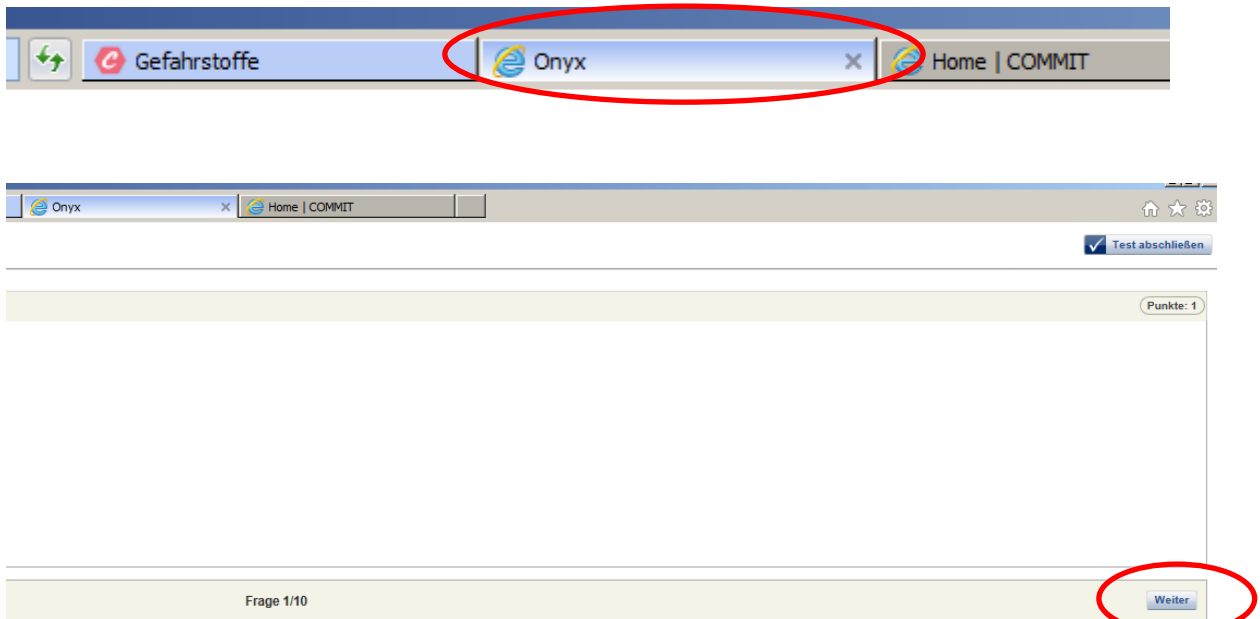 Gefahrstoffe Onyx Home | COMMIT
Onyx Home | COMMIT
Test abschließen
Punkte: 1
Frage 1/10 Weiter